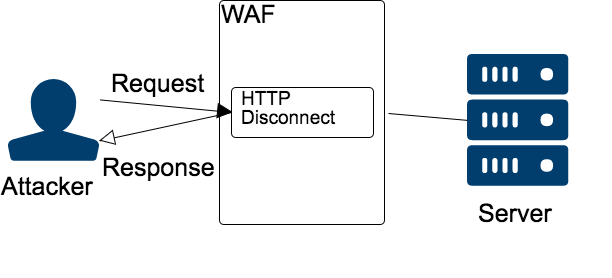 WAF
Request
HTTP
Disconnect
Response
Attacker
Server